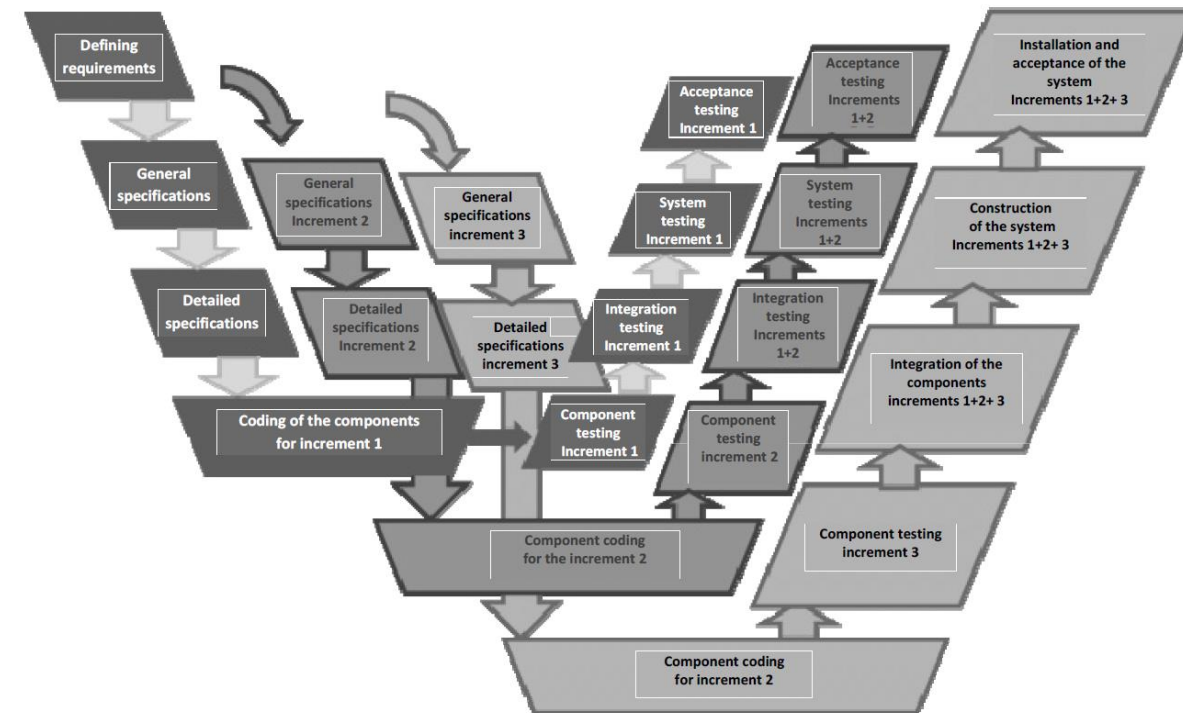 Defining
requirements
General
specifications
Detailed
specifications
Coding of the components
for increment 1
General
specifications
Increment 2
Detailed
specifications
Increment 2
Component coding
for the increment 2
General
specifications
increment 3
Detailed
specifications
increment 3
Component coding
for increment 2
Component
testing
Increment 1
Integration
testing
Increment 1
System
testing
Increment 1
Acceptance
testing
Increment 1
Component
testing
increment 2
Integration
testing
Increments
1+2
System
testing
Increments
1+2
Acceptance
testing
Increments
1+2
Component testing
increment 3
Integration of the
components
increments 1+2+ 3
Construction
of the system
Increments 1+2+ 3
Installation and
acceptance of the
system
Increments 1+2+ 3